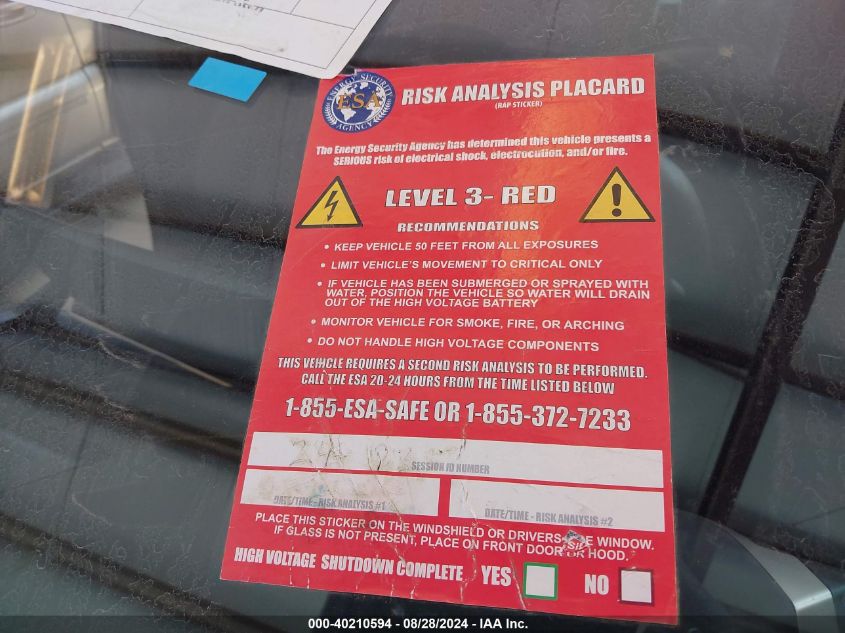 ENERGY SECURITY
ESA
AGENCY
RISK ANALYSIS PLACARD
(RAP STICKER)
The Energy Security Agency has determined this vehicle presents a
SERIOUS risk of electrical shock, electrocution, and/or fire.
LEVEL 3- RED
RECOMMENDATIONS
• KEEP VEHICLE 50 FEET FROM ALL EXPOSURES
• LIMIT VEHICLE'S MOVEMENT TO CRITICAL ONLY
• IF VEHICLE HAS BEEN SUBMERGED OR SPRAYED WITH
WATER, POSITION THE VEHICLE SO WATER WILL DRAIN
OUT OF THE HIGH VOLTAGE BATTERY
• MONITOR VEHICLE FOR SMOKE, FIRE, OR ARCHING
• DO NOT HANDLE HIGH VOLTAGE COMPONENTS
THIS VEHICLE REQUIRES A SECOND RISK ANALYSIS TO BE PERFORMED.
CALL THE ESA 20-24 HOURS FROM THE TIME LISTED BELOW
1-855-ESA-SAFE OR 1-855-372-7233
SESSION ID NUMBER
DATE/TIME - RISK ANALYSIS #1
DATE/TIME - RISK ANALYSIS #2
PLACE THIS STICKER ON THE WINDSHIELD OR DRIVERS WINDOW.
IF GLASS IS NOT PRESENT, PLACE ON FRONT DOOR OR HOOD.
HIGH VOLTAGE SHUTDOWN COMPLETE YES NO
000-40210594 - 08/28/2024 - IAA Inc.